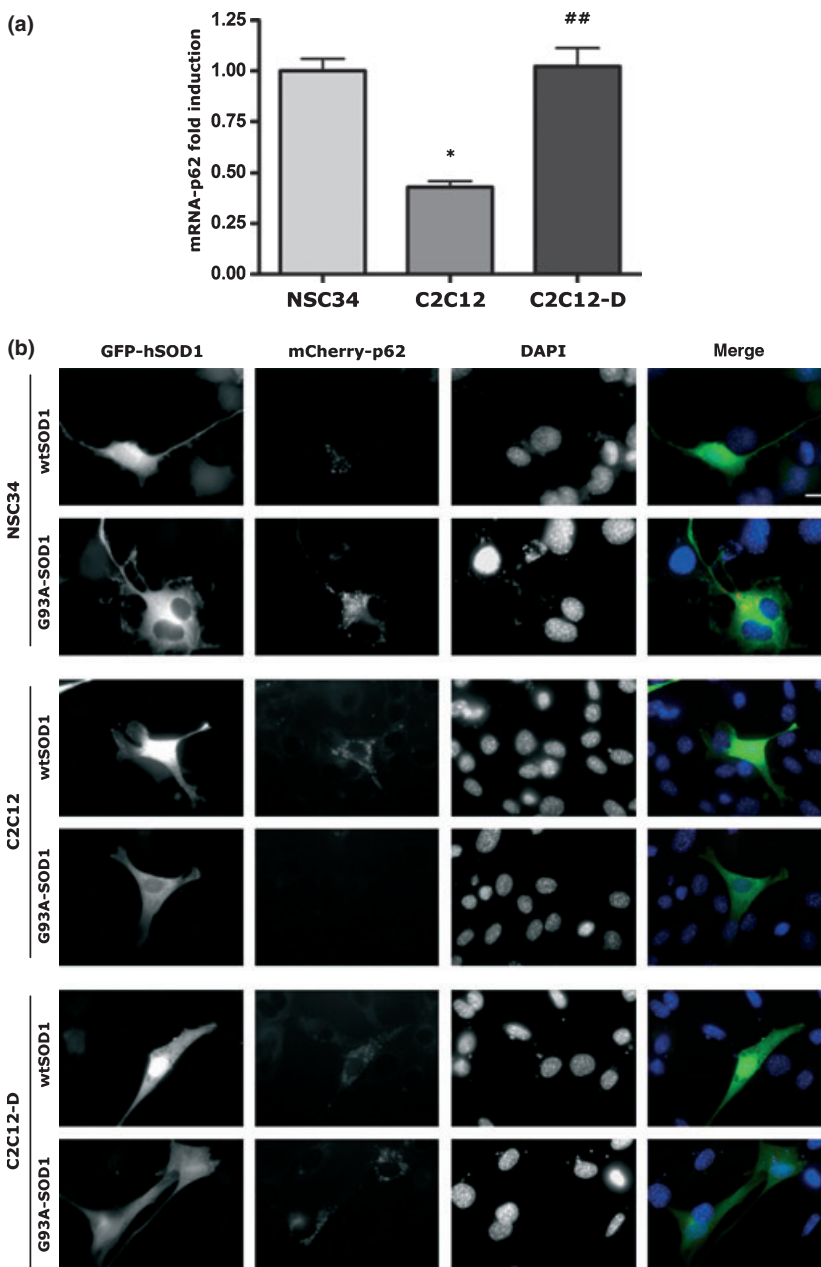 (a)
1.25
1.00
0.75
0.50
0.25
0.00
mRNA-p62 fold induction
*
##
NSC34 C2C12 C2C12-D
(b)
GFP-hSOD1 mCherry-p62 DAPI Merge
NSC34
wtSOD1
G93A-SOD1
C2C12
wtSOD1
G93A-SOD1
C2C12-D
wtSOD1
G93A-SOD1